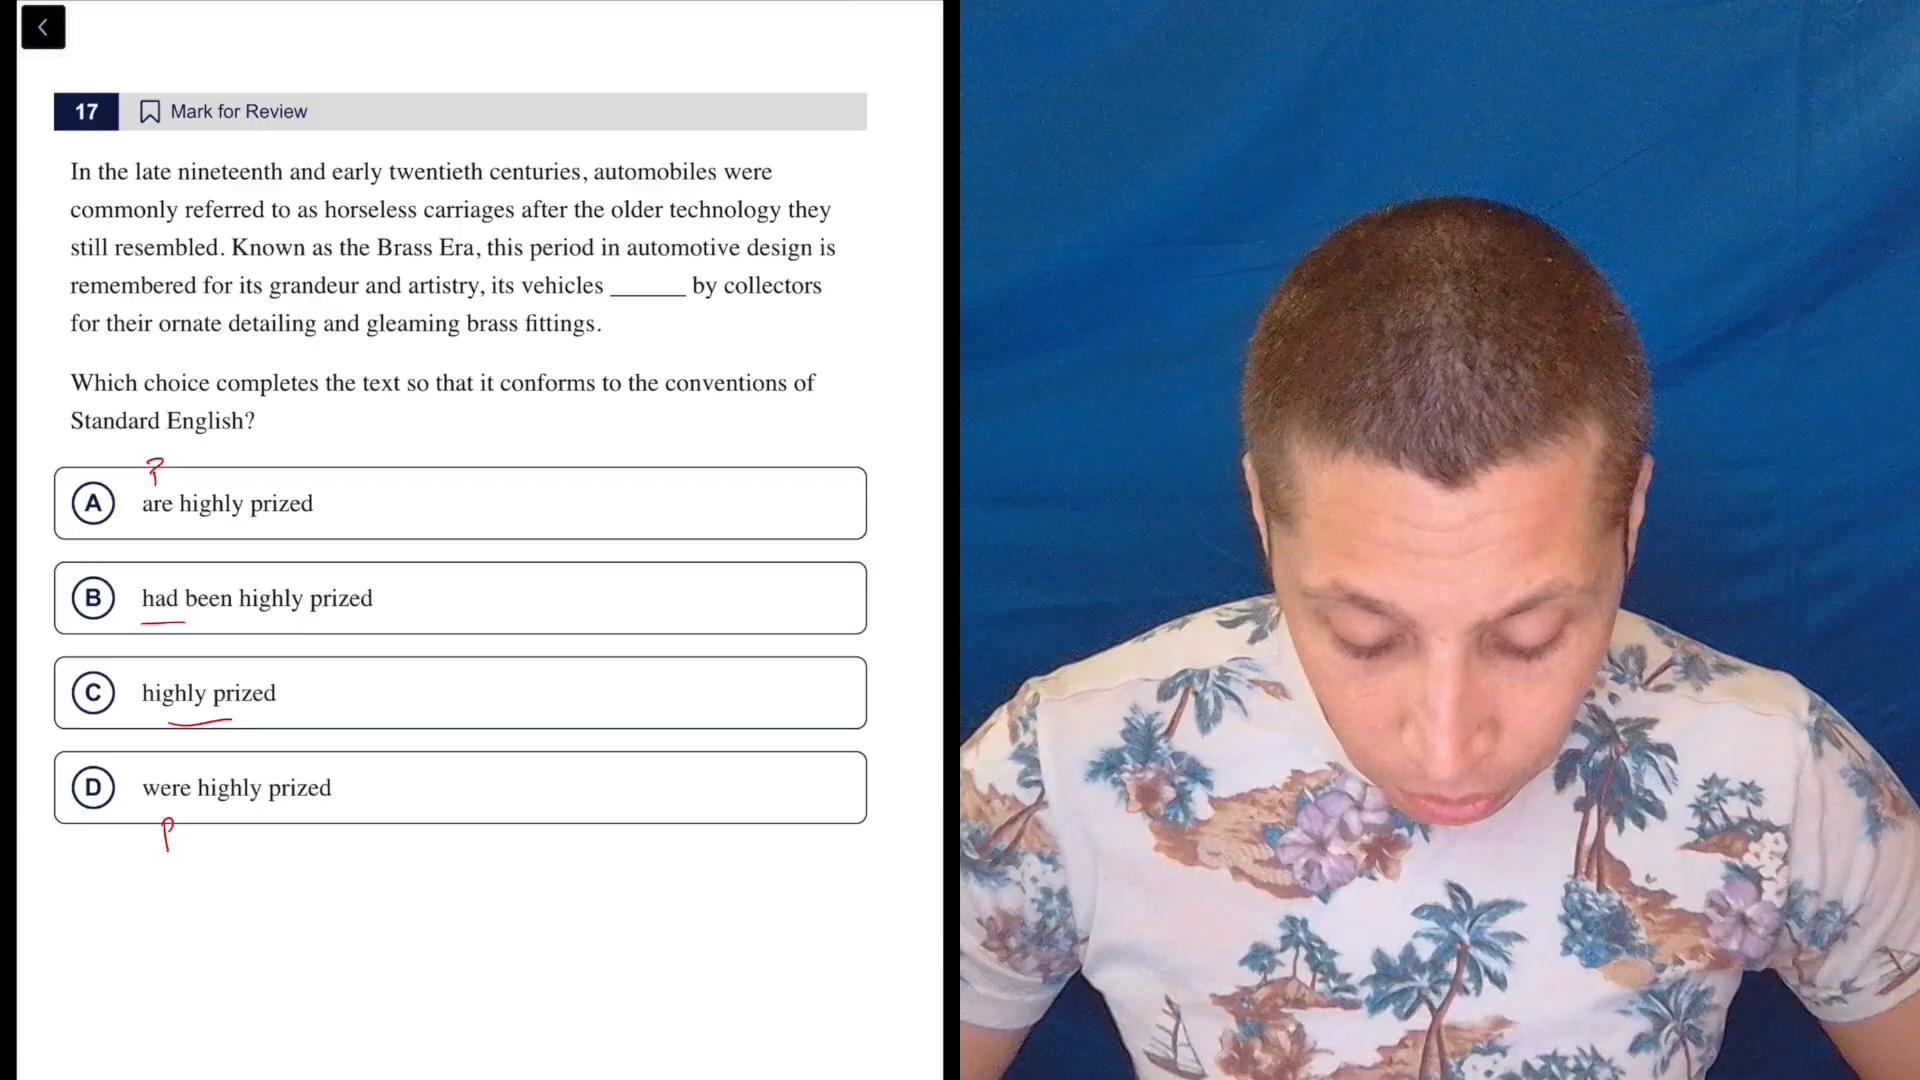 17 Mark for Review
In the late nineteenth and early twentieth centuries, automobiles were
commonly referred to as horseless carriages after the older technology they
still resembled. Known as the Brass Era, this period in automotive design is
remembered for its grandeur and artistry, its vehicles ______ by collectors
for their ornate detailing and gleaming brass fittings.
Which choice completes the text so that it conforms to the conventions of
Standard English?
?
A are highly prized
B had been highly prized
C highly prized
D were highly prized
P